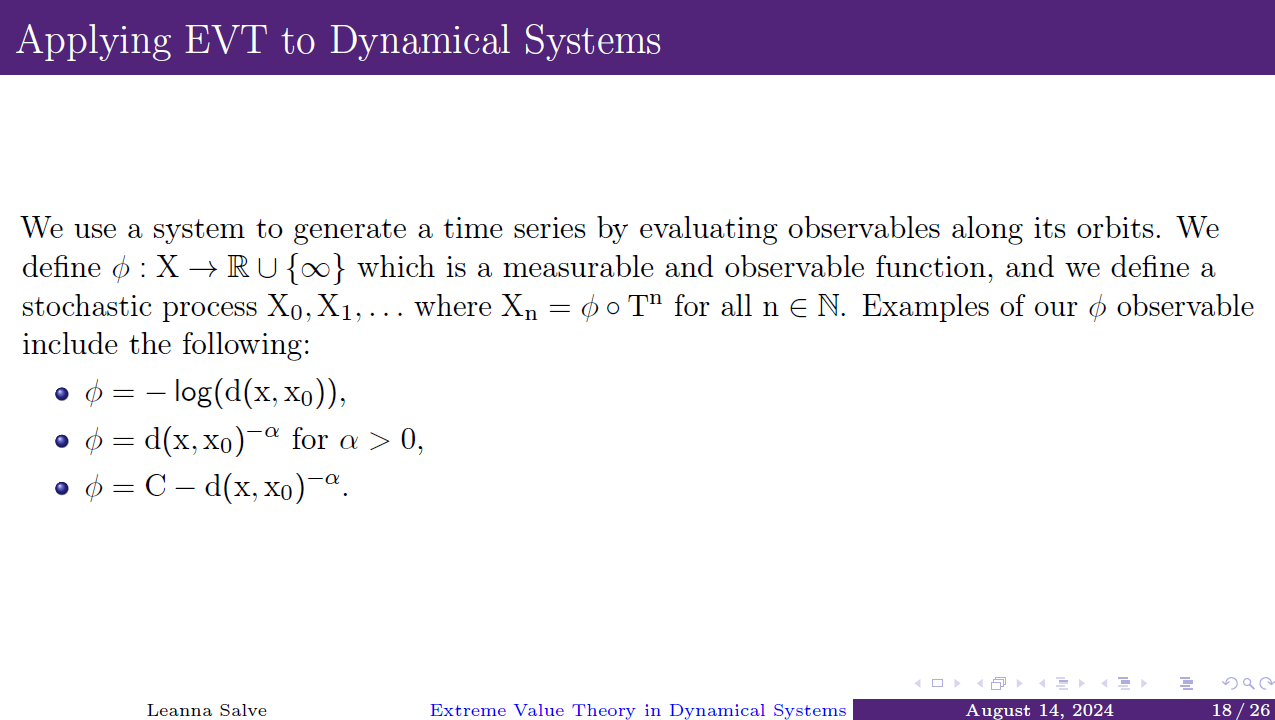 Applying EVT to Dynamical Systems
We use a system to generate a time series by evaluating observables along its orbits. We
define ϕ : X → ℝ ∪ {∞} which is a measurable and observable function, and we define a
stochastic process X₀, X₁, . . . where Xₙ = ϕ ∘ Tⁿ for all n ∈ ℕ. Examples of our ϕ observable
include the following:
ϕ = − log(d(x, x₀)),
ϕ = d(x, x₀)^{−α} for α > 0,
ϕ = C − d(x, x₀)^{−α}.
Leanna Salve Extreme Value Theory in Dynamical Systems August 14, 2024 18 / 26